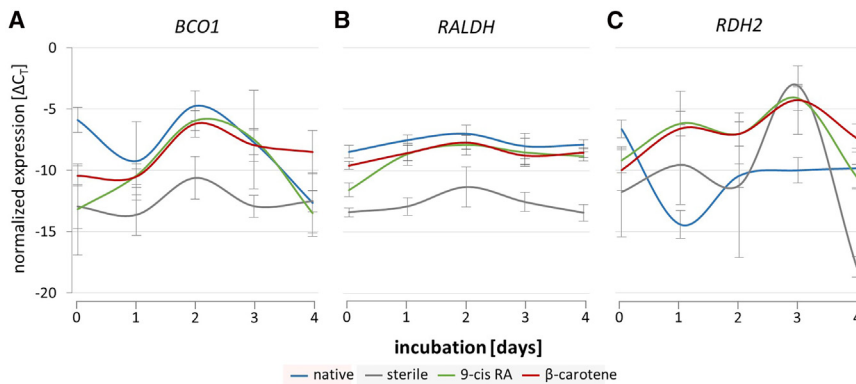 A BCO1 B RALDH C RDH2
normalized expression [ΔCT]
0
-5
-10
-15
-20
0 1 2 3 4 0 1 2 3 4 0 1 2 3 4
incubation [days]
native sterile 9-cis RA β-carotene